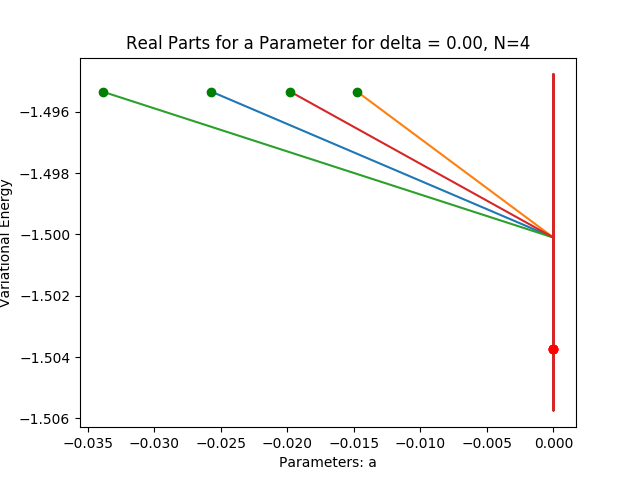 Real Parts for a Parameter for delta = 0.00, N=4
Variational Energy
−1.496
−1.498
−1.500
−1.502
−1.504
−1.506
−0.035 −0.030 −0.025 −0.020 −0.015 −0.010 −0.005 0.000
Parameters: a